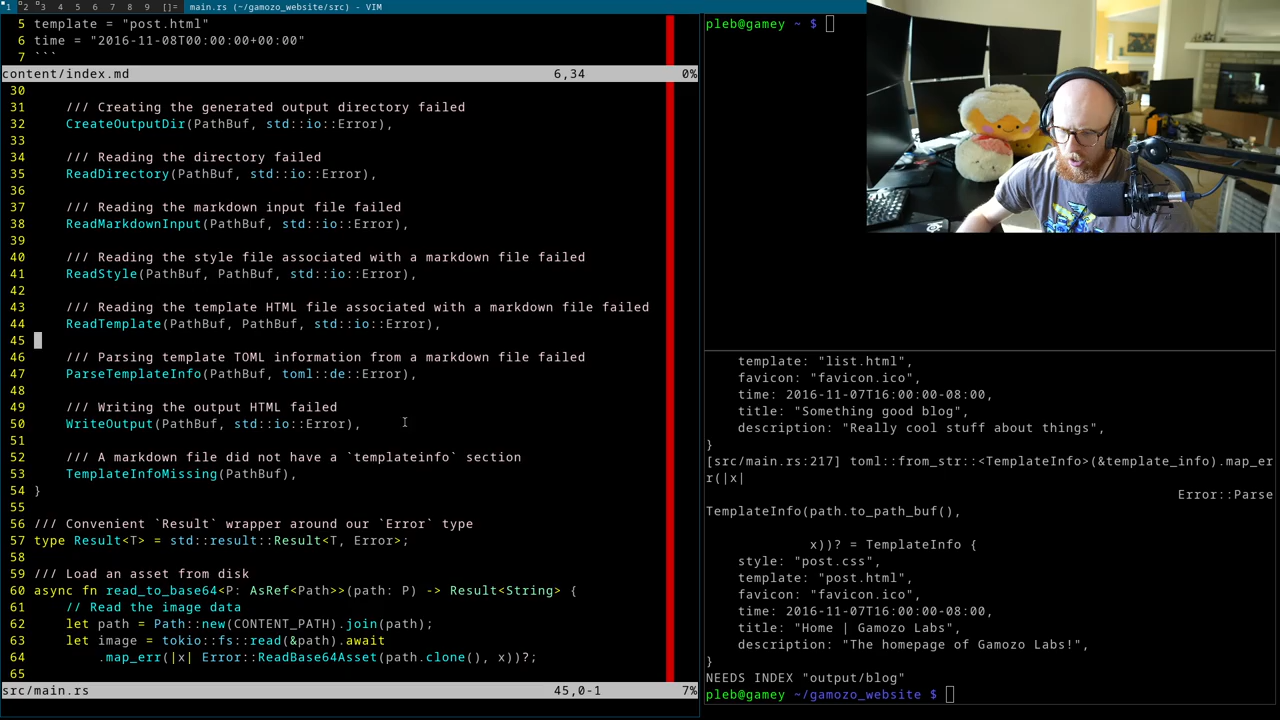 1 2 3 4 5 6 7 8 9 []= main.rs (~/gamozo_website/src) - VIM
5 template = "post.html"
6 time = "2016-11-08T00:00:00+00:00"
7 ```
content/index.md 6,34 0%
30
31 /// Creating the generated output directory failed
32 CreateOutputDir(PathBuf, std::io::Error),
33
34 /// Reading the directory failed
35 ReadDirectory(PathBuf, std::io::Error),
36
37 /// Reading the markdown input file failed
38 ReadMarkdownInput(PathBuf, std::io::Error),
39
40 /// Reading the style file associated with a markdown file failed
41 ReadStyle(PathBuf, PathBuf, std::io::Error),
42
43 /// Reading the template HTML file associated with a markdown file failed
44 ReadTemplate(PathBuf, PathBuf, std::io::Error),
45
46 /// Parsing template TOML information from a markdown file failed
47 ParseTemplateInfo(PathBuf, toml::de::Error),
48
49 /// Writing the output HTML failed
50 WriteOutput(PathBuf, std::io::Error),
51
52 /// A markdown file did not have a `templateinfo` section
53 TemplateInfoMissing(PathBuf),
54 }
55
56 /// Convenient `Result` wrapper around our `Error` type
57 type Result<T> = std::result::Result<T, Error>;
58
59 /// Load an asset from disk
60 async fn read_to_base64<P: AsRef<Path>>(path: P) -> Result<String> {
61 // Read the image data
62 let path = Path::new(CONTENT_PATH).join(path);
63 let image = tokio::fs::read(&path).await
64 .map_err(|x| Error::ReadBase64Asset(path.clone(), x))?;
65
src/main.rs 45,0-1 7%
pleb@gamey ~ $
template: "list.html",
favicon: "favicon.ico",
time: 2016-11-07T16:00:00-08:00,
title: "Something good blog",
description: "Really cool stuff about things",
}
[src/main.rs:217] toml::from_str::<TemplateInfo>(&template_info).map_er
r(|x|
Error::Parse
TemplateInfo(path.to_path_buf(),
x))? = TemplateInfo {
style: "post.css",
template: "post.html",
favicon: "favicon.ico",
time: 2016-11-07T16:00:00-08:00,
title: "Home | Gamozo Labs",
description: "The homepage of Gamozo Labs!",
}
NEEDS INDEX "output/blog"
pleb@gamey ~/gamozo_website $